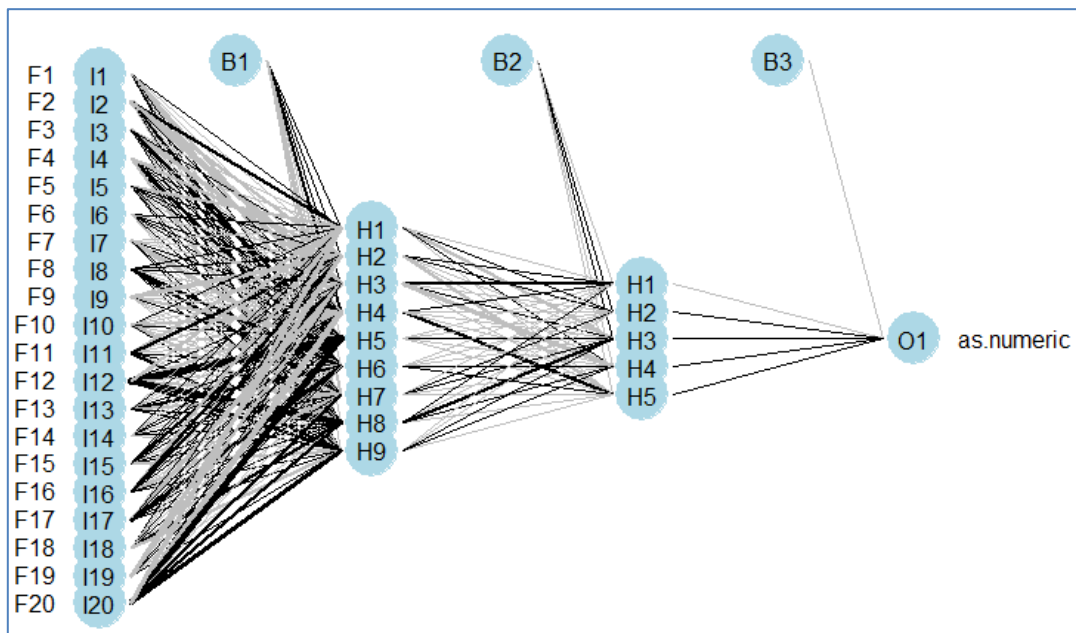 B1 B2 B3
F1 I1
F2 I2
F3 I3
F4 I4
F5 I5
F6 I6
F7 I7
F8 I8
F9 I9
F10 I10
F11 I11
F12 I12
F13 I13
F14 I14
F15 I15
F16 I16
F17 I17
F18 I18
F19 I19
F20 I20
H1
H2
H3
H4
H5
H6
H7
H8
H9
H1
H2
H3
H4
H5
O1 as.numeric